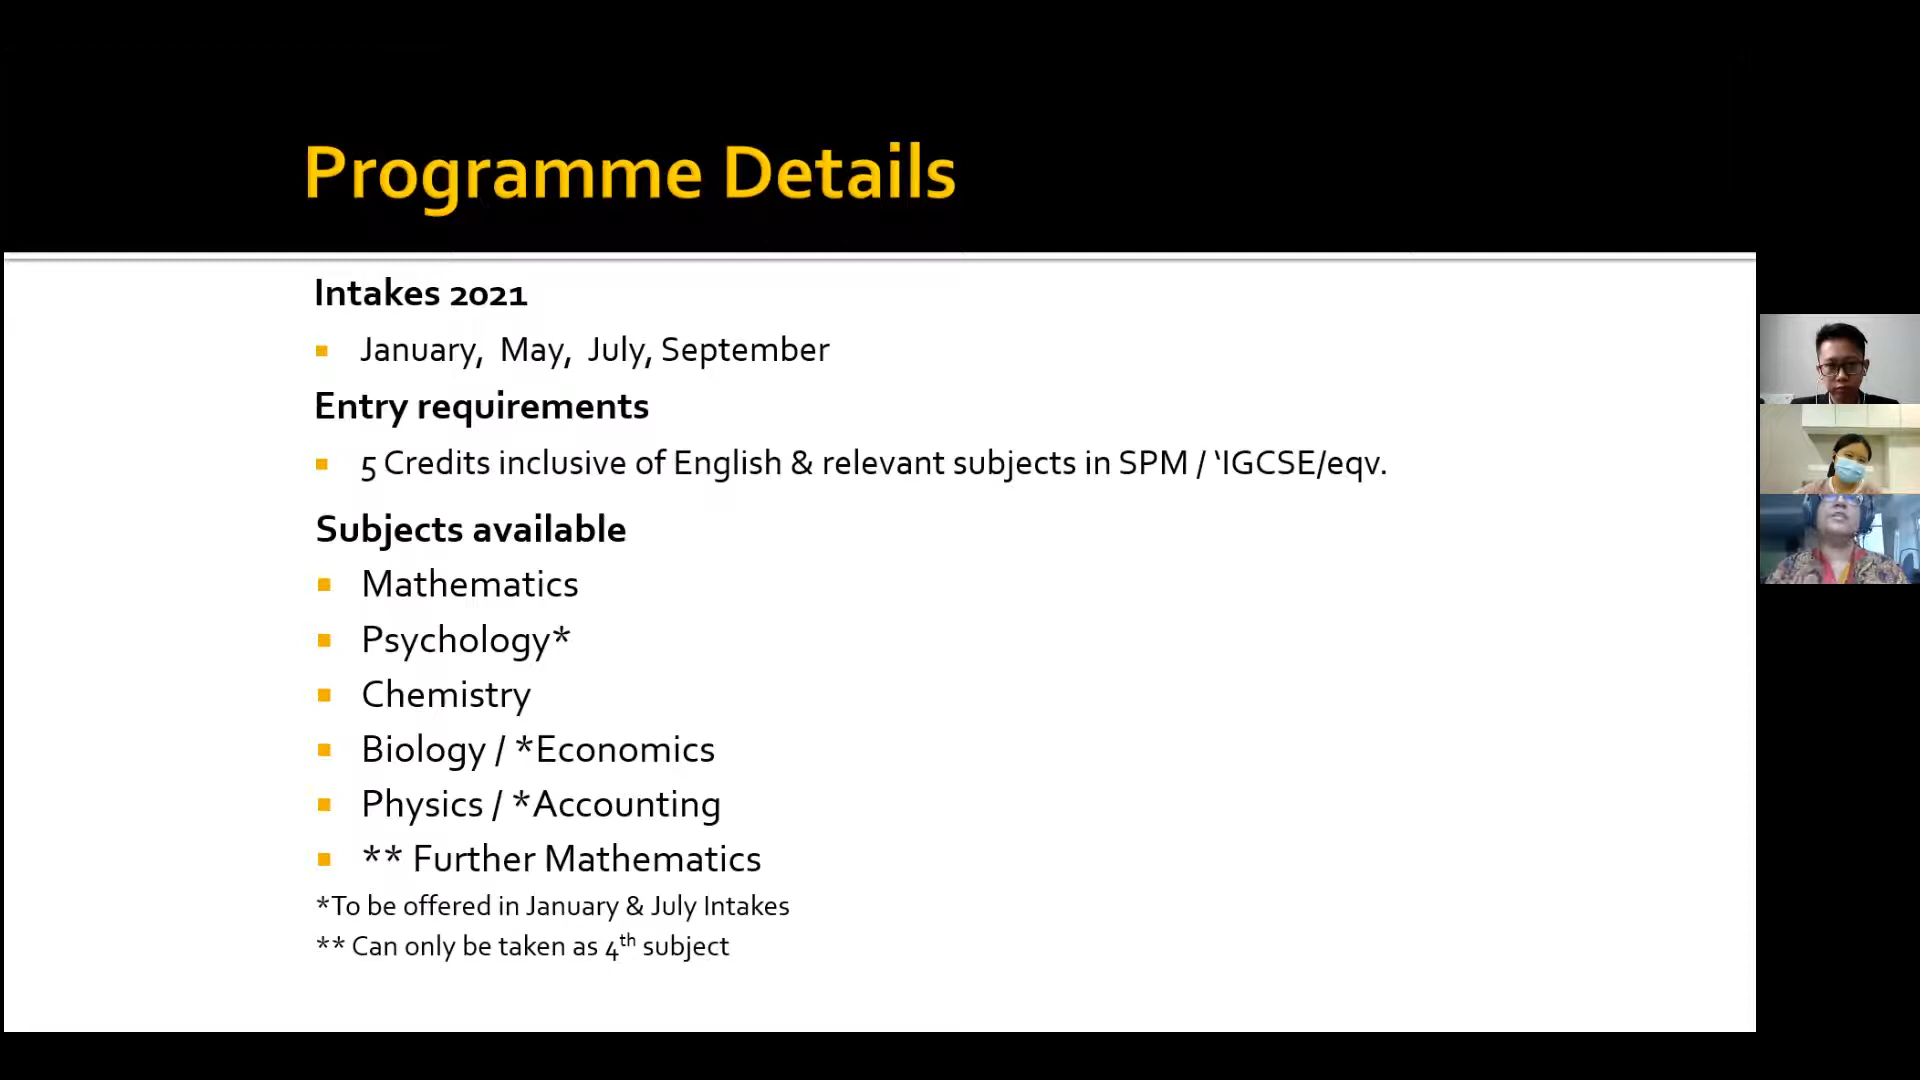 Programme Details
Intakes 2021
January, May, July, September
Entry requirements
5 Credits inclusive of English & relevant subjects in SPM / ‘IGCSE/eqv.
Subjects available
Mathematics
Psychology*
Chemistry
Biology / *Economics
Physics / *Accounting
** Further Mathematics
*To be offered in January & July Intakes
** Can only be taken as 4th subject